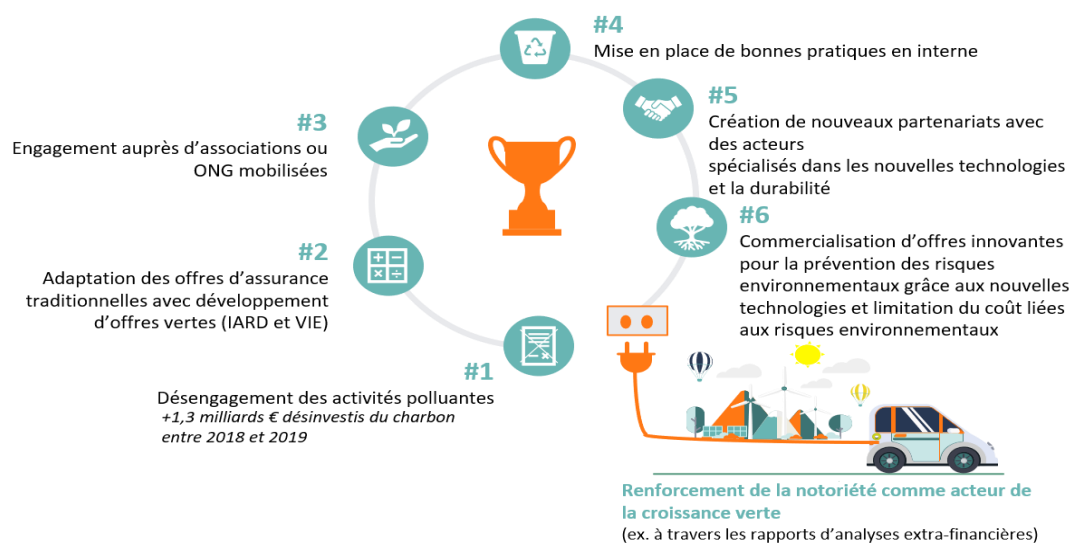 #1
Désengagement des activités polluantes
+1,3 milliards € désinvestis du charbon
entre 2018 et 2019
#2
Adaptation des offres d’assurance
traditionnelles avec développement
d’offres vertes (IARD et VIE)
#3
Engagement auprès d’associations ou
ONG mobilisées
#4
Mise en place de bonnes pratiques en interne
#5
Création de nouveaux partenariats avec
des acteurs
spécialisés dans les nouvelles technologies
et la durabilité
#6
Commercialisation d’offres innovantes
pour la prévention des risques
environnementaux grâce aux nouvelles
technologies et limitation du coût liées
aux risques environnementaux
Renforcement de la notoriété comme acteur de
la croissance verte
(ex. à travers les rapports d’analyses extra-financières)